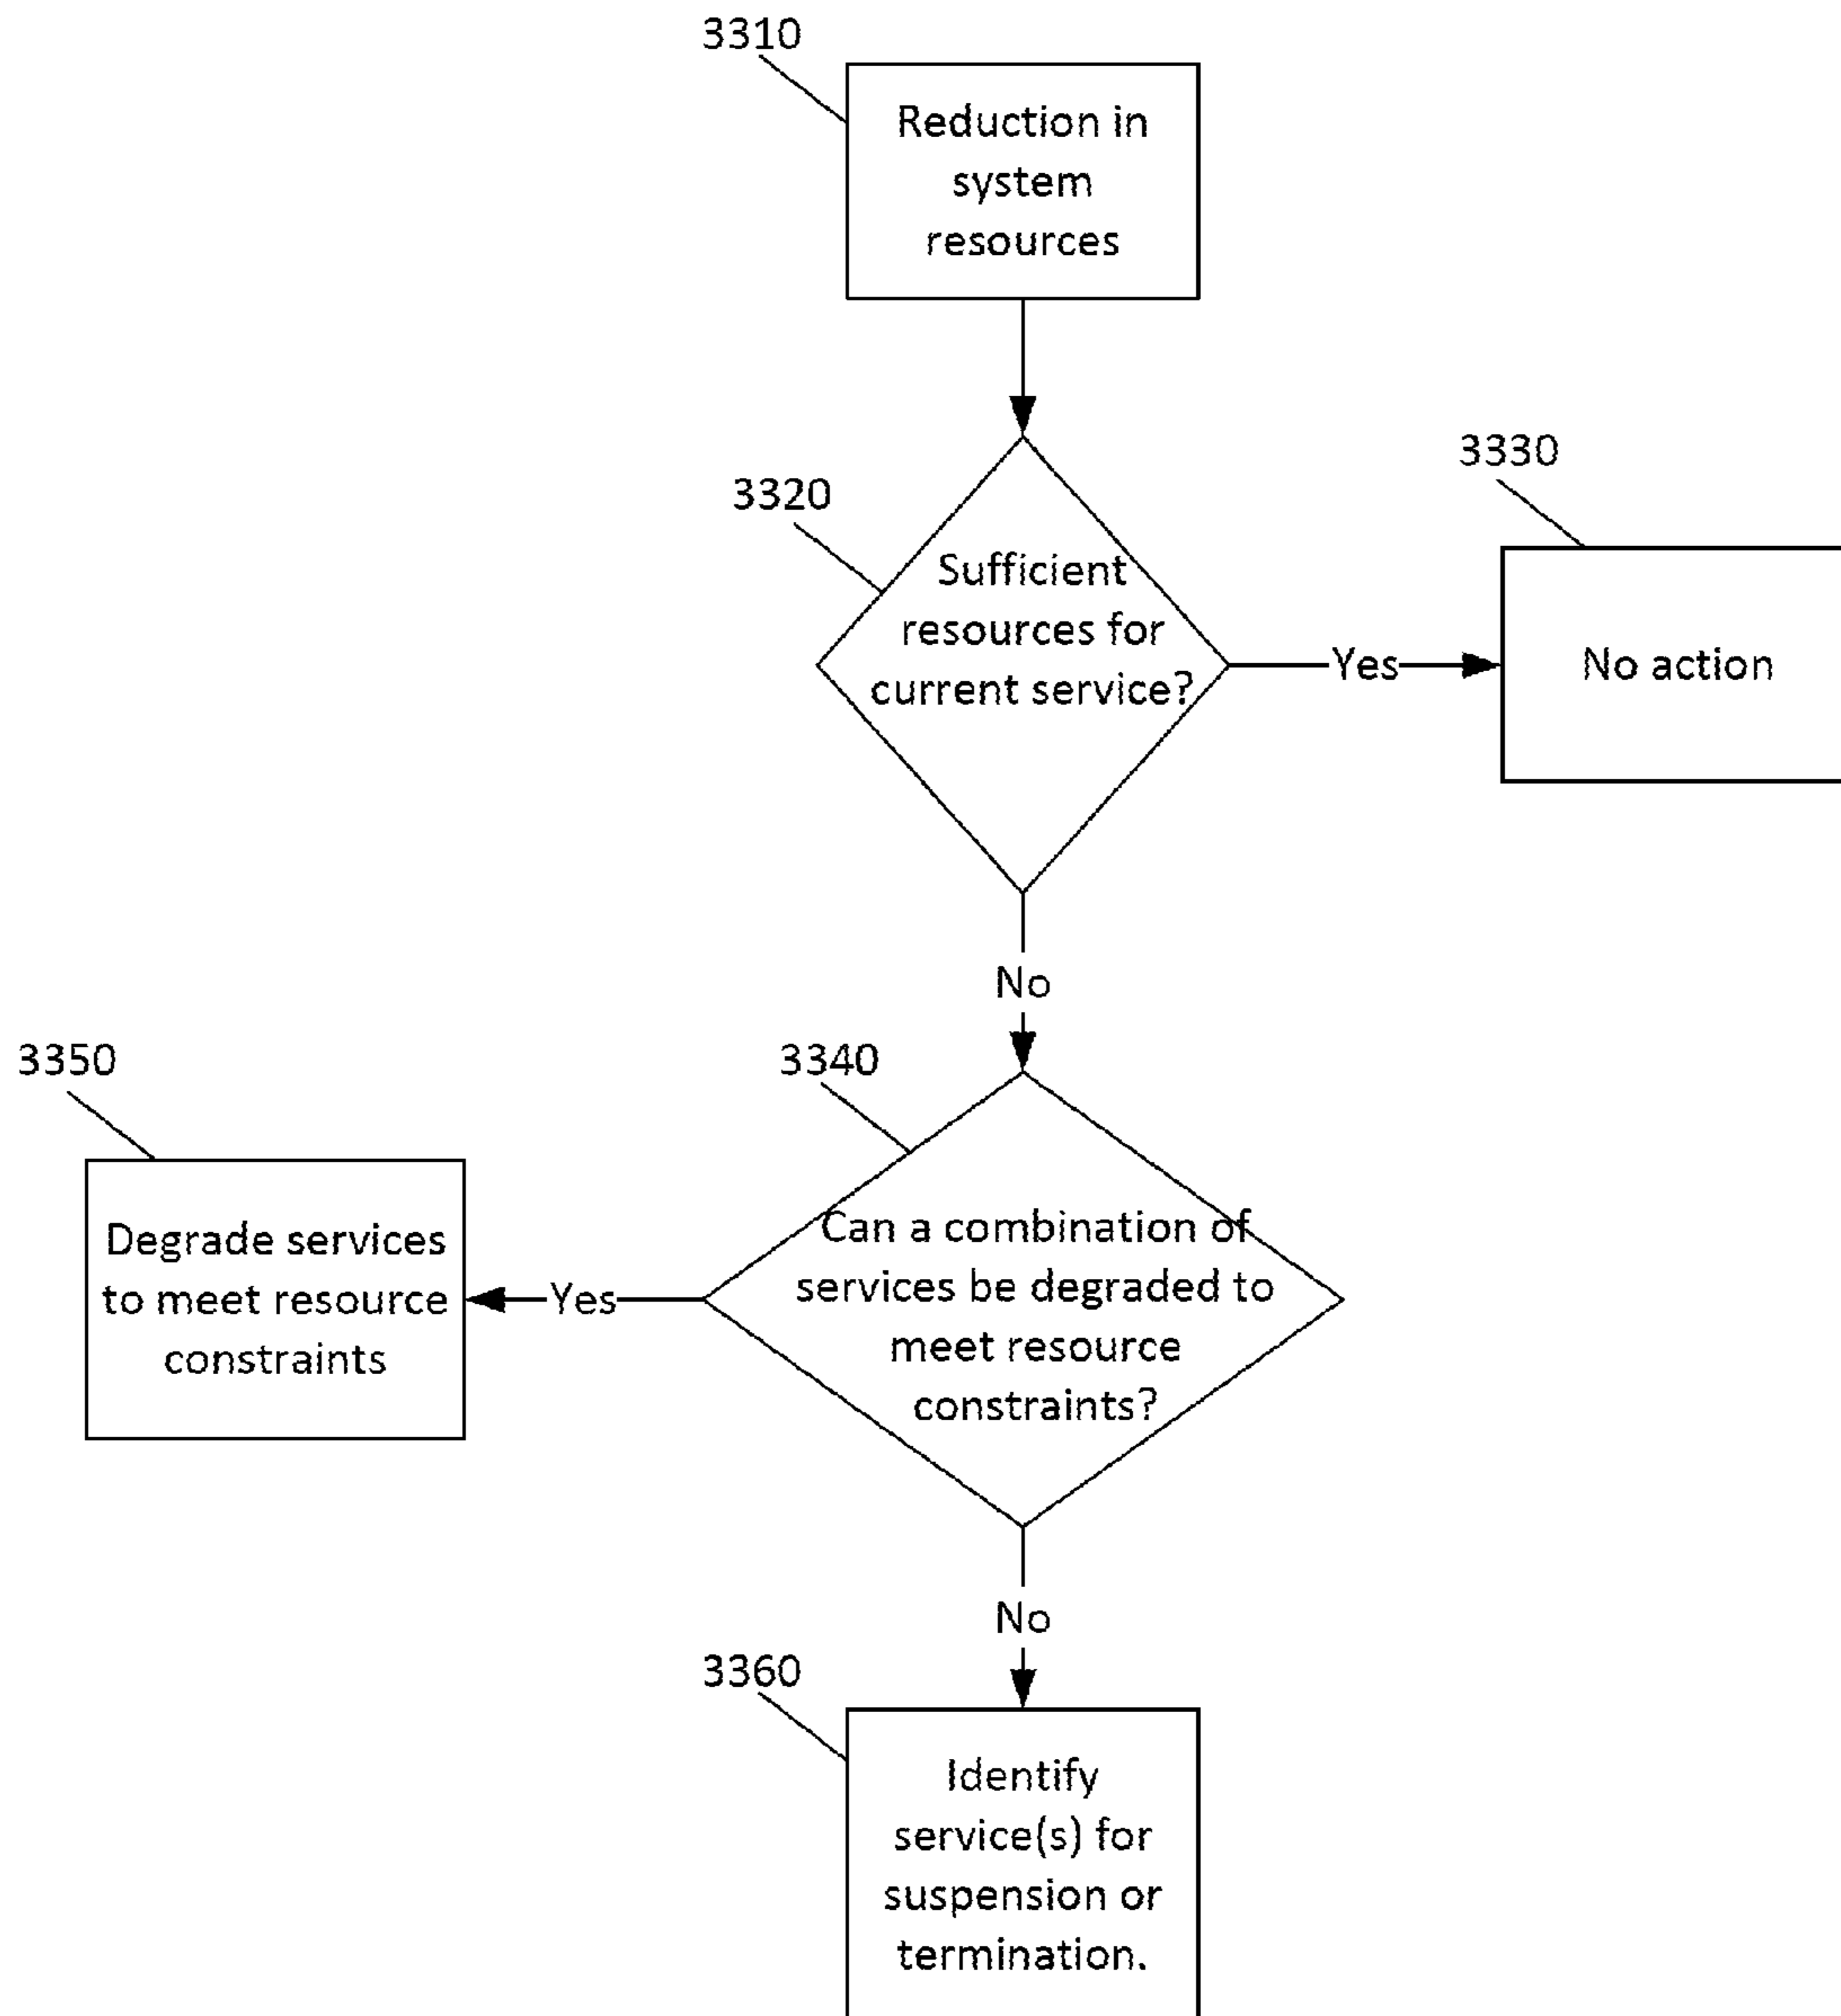 3310
Reduction in
system
resources
3320
Sufficient
resources for
current service?
Yes
3330
No action
No
3340
Can a combination of
services be degraded to
meet resource
constraints?
Yes
3350
Degrade services
to meet resource
constraints
No
3360
Identify
service(s) for
suspension or
termination.